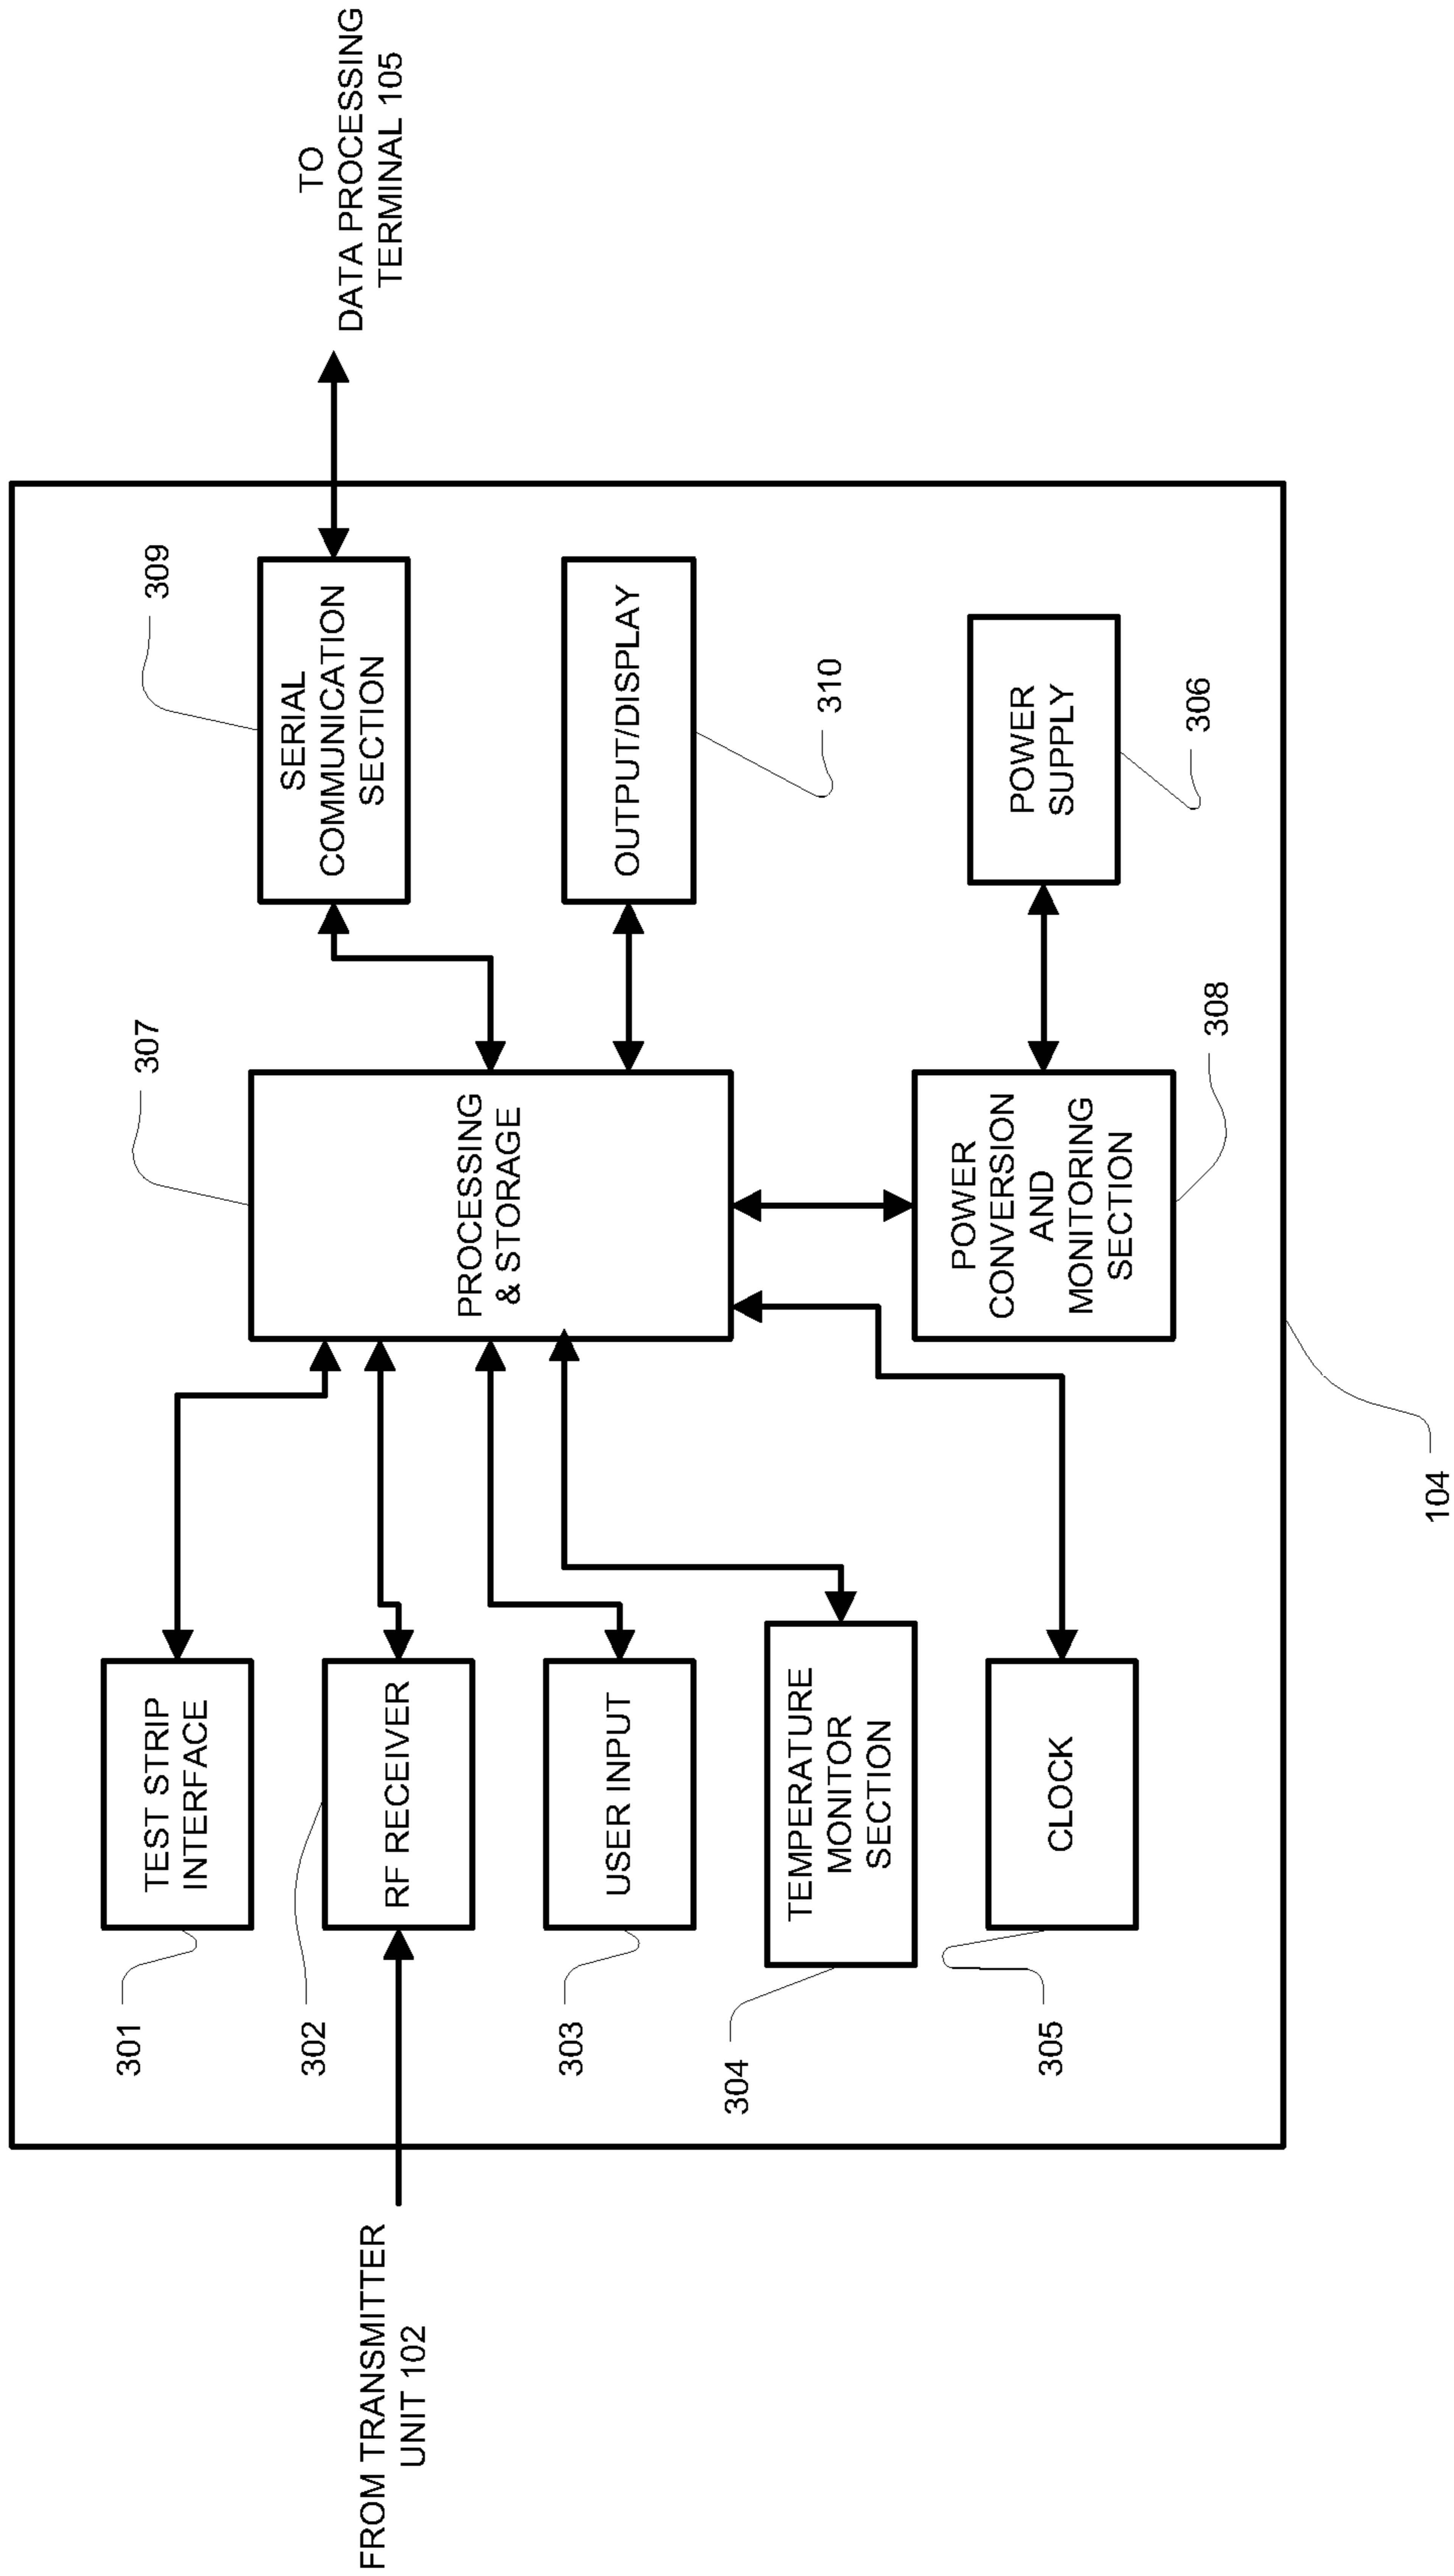 TO
DATA PROCESSING
TERMINAL 105
309
SERIAL
COMMUNICATION
SECTION
OUTPUT/DISPLAY
310
POWER
SUPPLY
306
307
PROCESSING
& STORAGE
POWER
CONVERSION
AND
MONITORING
SECTION
308
104
TEST STRIP
INTERFACE
301
RF RECEIVER
302
USER INPUT
303
TEMPERATURE
MONITOR
SECTION
304
CLOCK
305
FROM TRANSMITTER
UNIT 102